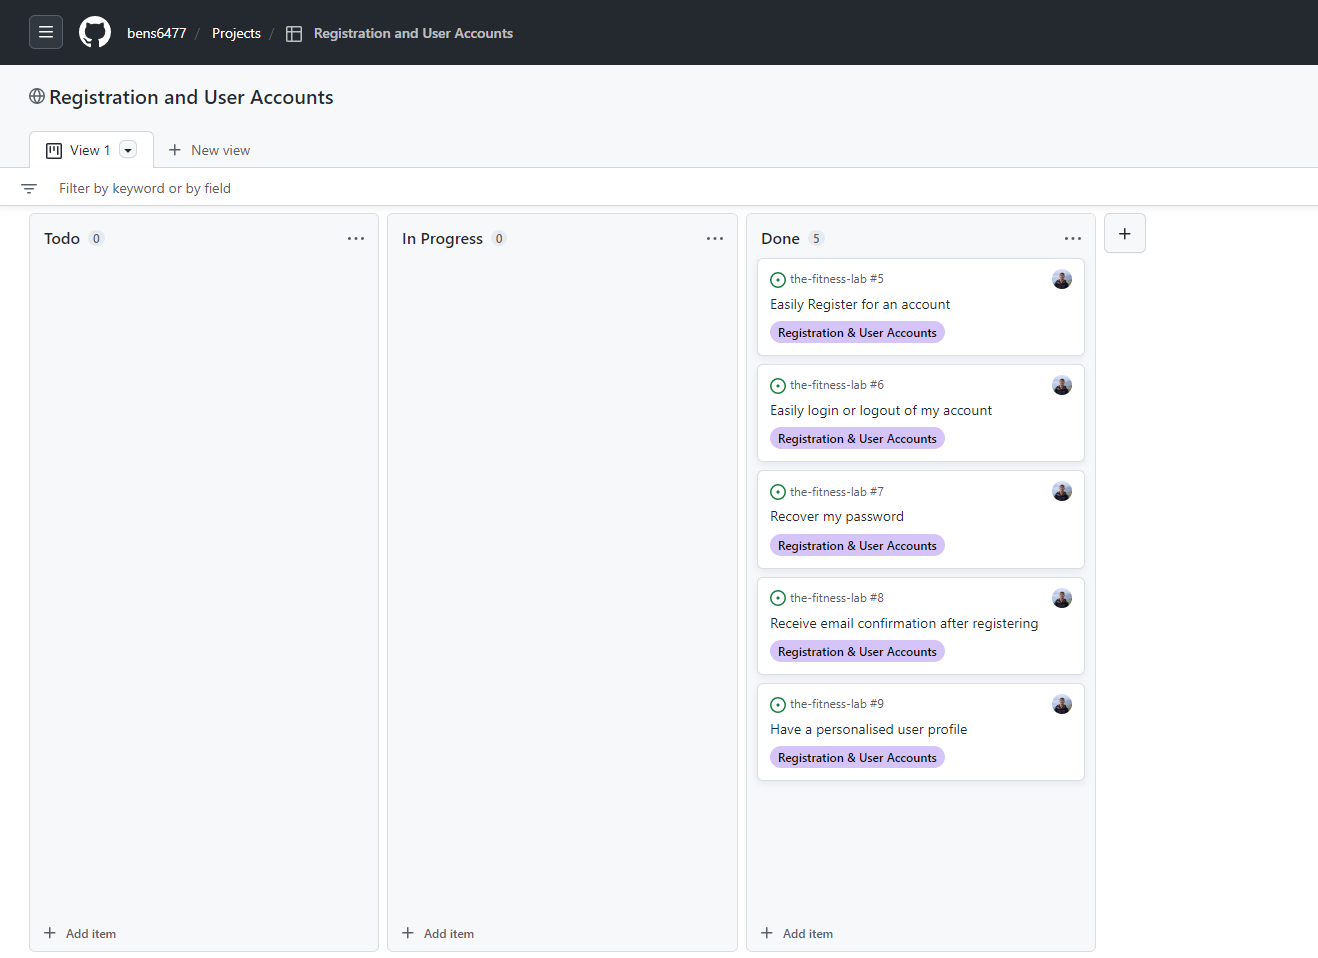 bens6477 / Projects / Registration and User Accounts
Registration and User Accounts
View 1 New view
Filter by keyword or by field
Todo 0
Add item
In Progress 0
Add item
Done 5
the-fitness-lab #5
Easily Register for an account
Registration & User Accounts
the-fitness-lab #6
Easily login or logout of my account
Registration & User Accounts
the-fitness-lab #7
Recover my password
Registration & User Accounts
the-fitness-lab #8
Receive email confirmation after registering
Registration & User Accounts
the-fitness-lab #9
Have a personalised user profile
Registration & User Accounts
Add item